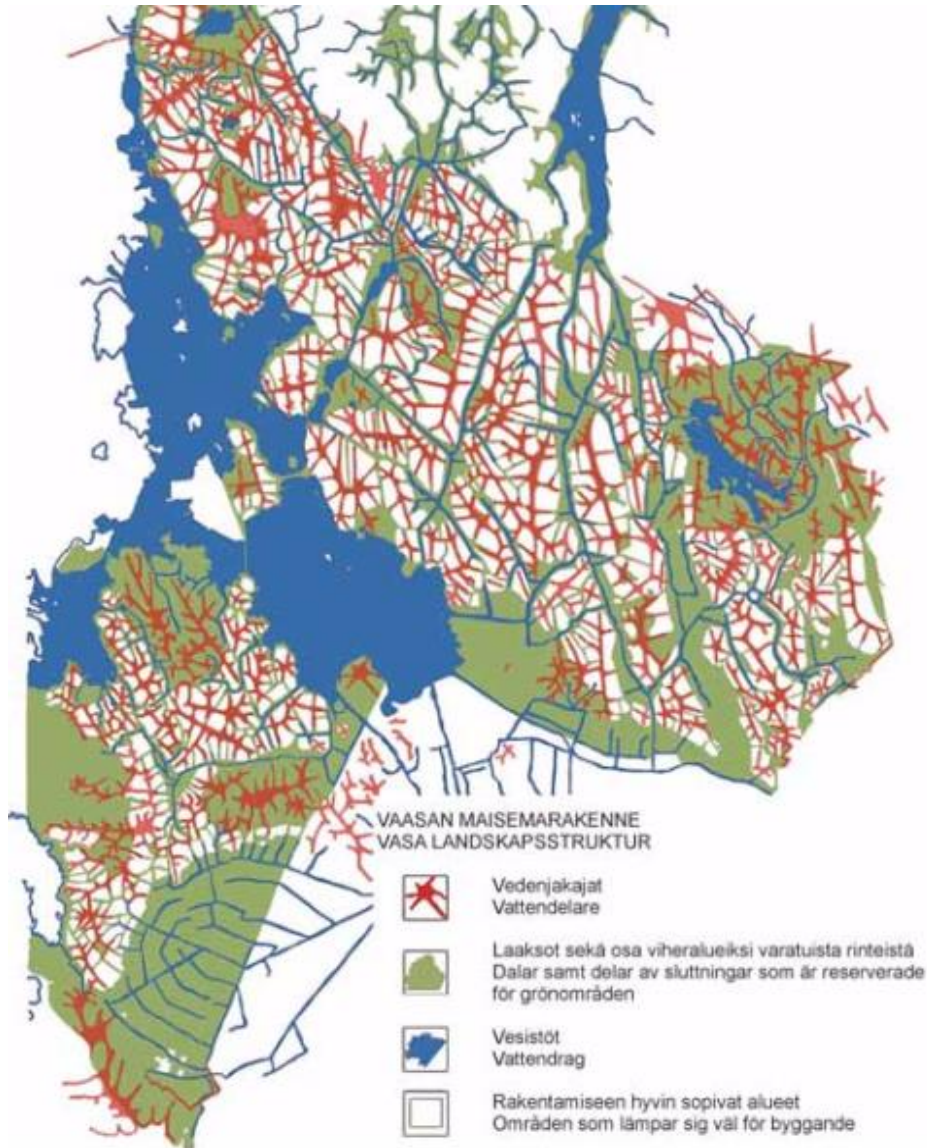 VAASAN MAISEMARAKENNE
VASA LANDSKAPSSTRUKTUR
Vedenjakajat
Vattendelare
Laaksot sekä osa viheralueiksi varatuista rinteistä
Dalar samt delar av sluttningar som är reserverade
för grönområden
Vesistöt
Vattendrag
Rakentamiseen hyvin sopivat alueet
Områden som lämpar sig väl för byggande